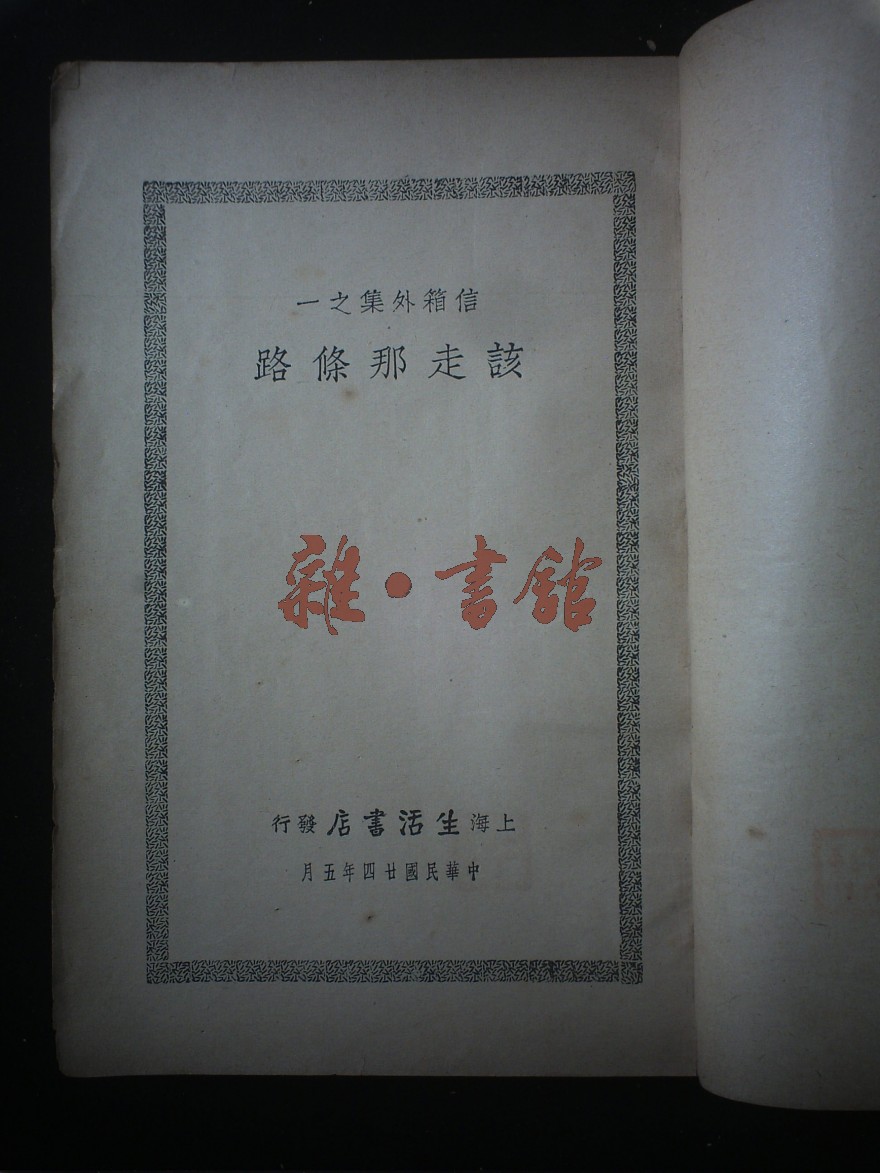 信箱外集之一
該走那條路
雜·書館
上海生活書店發行
中華民國廿四年五月